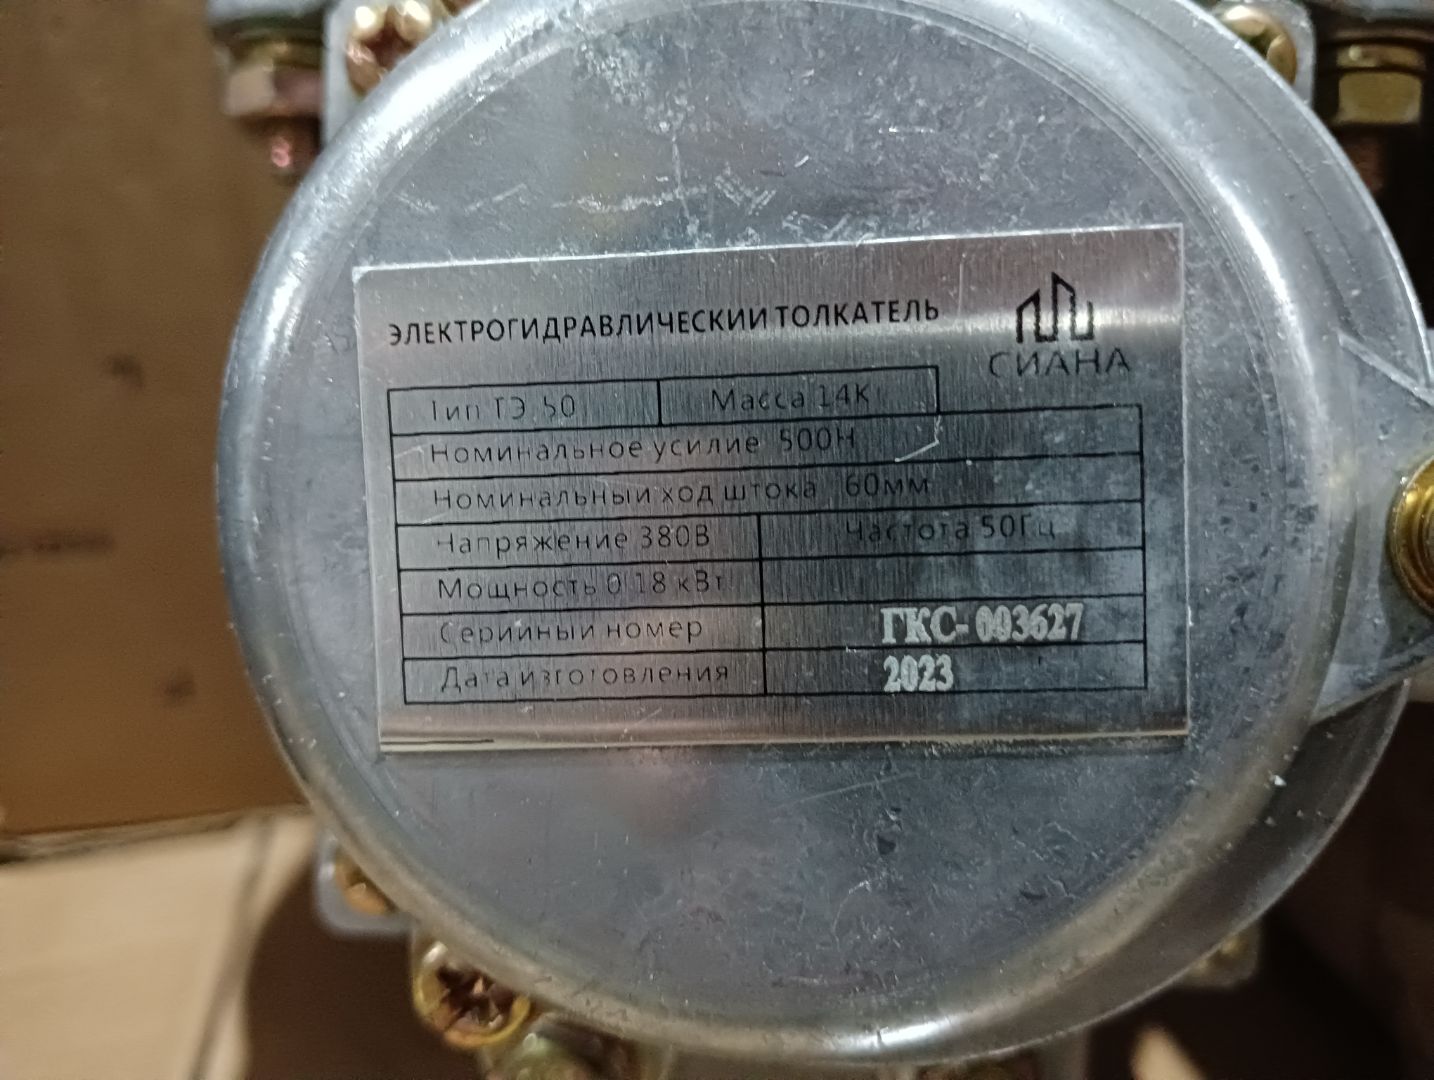 ЭЛЕКТРОГИДРАВЛИЧЕСКИЙ ТОЛКАТЕЛЬ
СИАНА
Тип ТЭ 50 Масса 14К
Номинальное усилие 500Н
Номинальный ход штока 60мм
Напряжение 380В Частота 50Гц
Мощность 0 18 кВт
Серийный номер ГКС-003627
Дата изготовления 2023